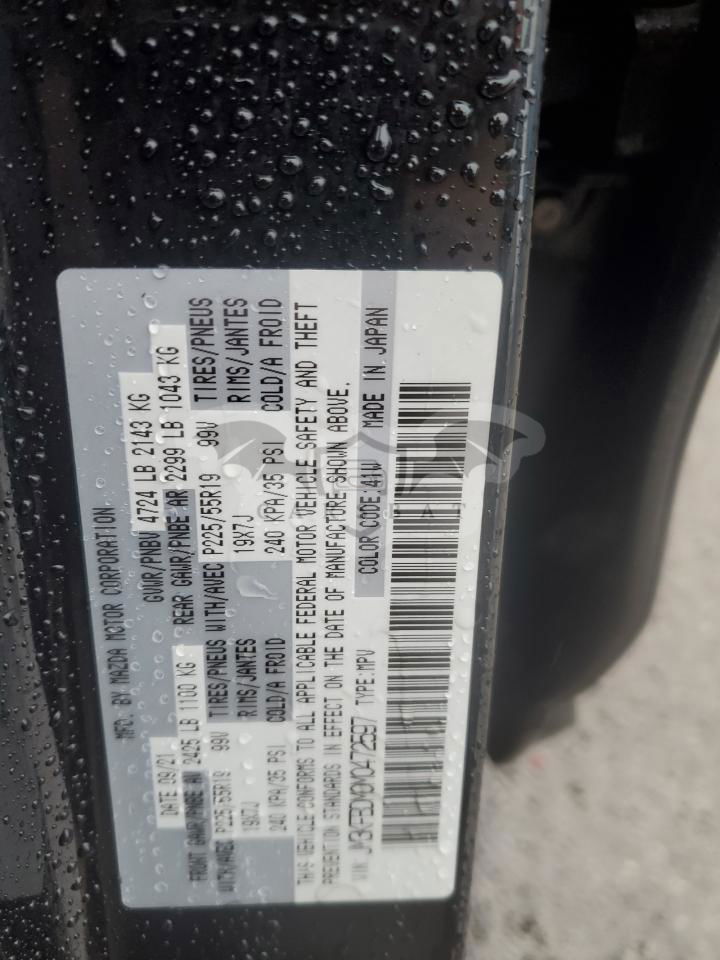 MFD. BY MAZDA MOTOR CORPORATION
DATE 09/21 GVWR/PNBV 4724 LB 2143 KG
FRONT GAWR/PNBE AV 2425 LB 1100 KG REAR GAWR/PNBE AR 2299 LB 1043 KG
WITH/AVEC P225/55R19 99V TIRES/PNEUS WITH/AVEC P225/55R19 99V TIRES/PNEUS
19X7J RIMS/JANTES 19X7J RIMS/JANTES
240 KPA/35 PSI COLD/A FROID 240 KPA/35 PSI COLD/A FROID
THIS VEHICLE CONFORMS TO ALL APPLICABLE FEDERAL MOTOR VEHICLE SAFETY AND THEFT
PREVENTION STANDARDS IN EFFECT ON THE DATE OF MANUFACTURE SHOWN ABOVE.
COLOR CODE:41W MADE IN JAPAN
VIN: TYPE:MPV